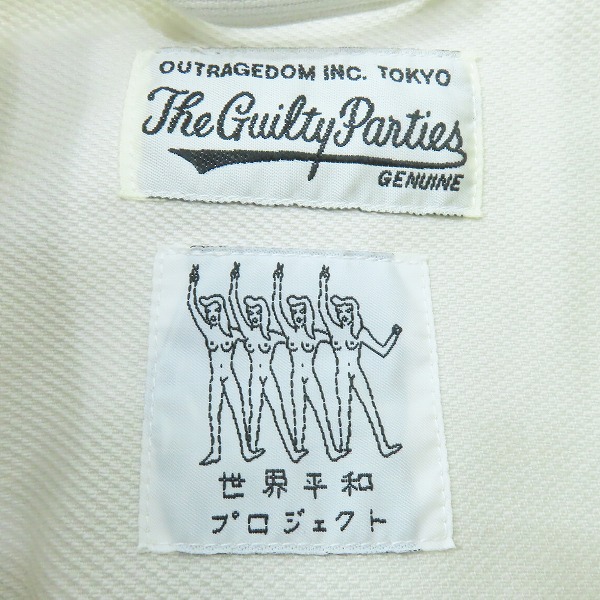 OUTRAGEDOM INC. TOKYO
The Guilty Parties
GENUINE
世界平和
プロジェクト